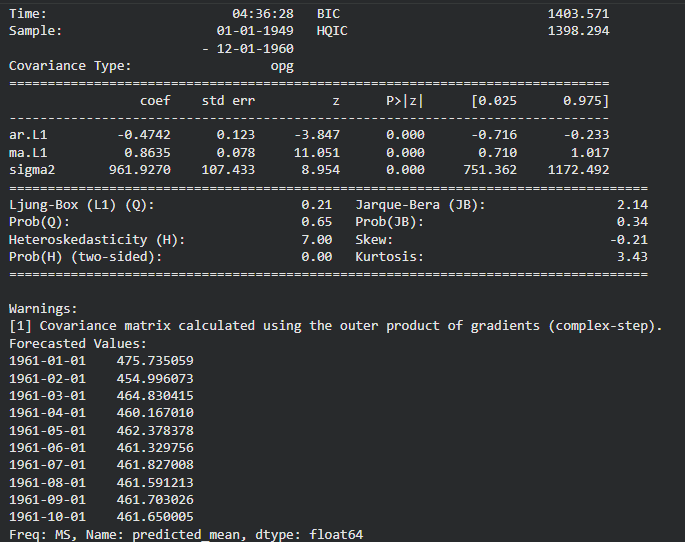 Time:                         04:36:28   BIC                         1403.571
Sample:                     01-01-1949   HQIC                        1398.294
                          - 12-01-1960
Covariance Type:                   opg
==============================================================================
                 coef    std err          z      P>|z|      [0.025      0.975]
------------------------------------------------------------------------------
ar.L1         -0.4742      0.123     -3.847      0.000      -0.716      -0.233
ma.L1          0.8635      0.078     11.051      0.000       0.710       1.017
sigma2       961.9270    107.433      8.954      0.000     751.362    1172.492
===================================================================================
Ljung-Box (L1) (Q):                   0.21   Jarque-Bera (JB):                 2.14
Prob(Q):                              0.65   Prob(JB):                         0.34
Heteroskedasticity (H):               7.00   Skew:                            -0.21
Prob(H) (two-sided):                  0.00   Kurtosis:                         3.43
===================================================================================
Warnings:
[1] Covariance matrix calculated using the outer product of gradients (complex-step).
Forecasted Values:
1961-01-01    475.735059
1961-02-01    454.996073
1961-03-01    464.830415
1961-04-01    460.167010
1961-05-01    462.378378
1961-06-01    461.329756
1961-07-01    461.827008
1961-08-01    461.591213
1961-09-01    461.703026
1961-10-01    461.650005
Freq: MS, Name: predicted_mean, dtype: float64